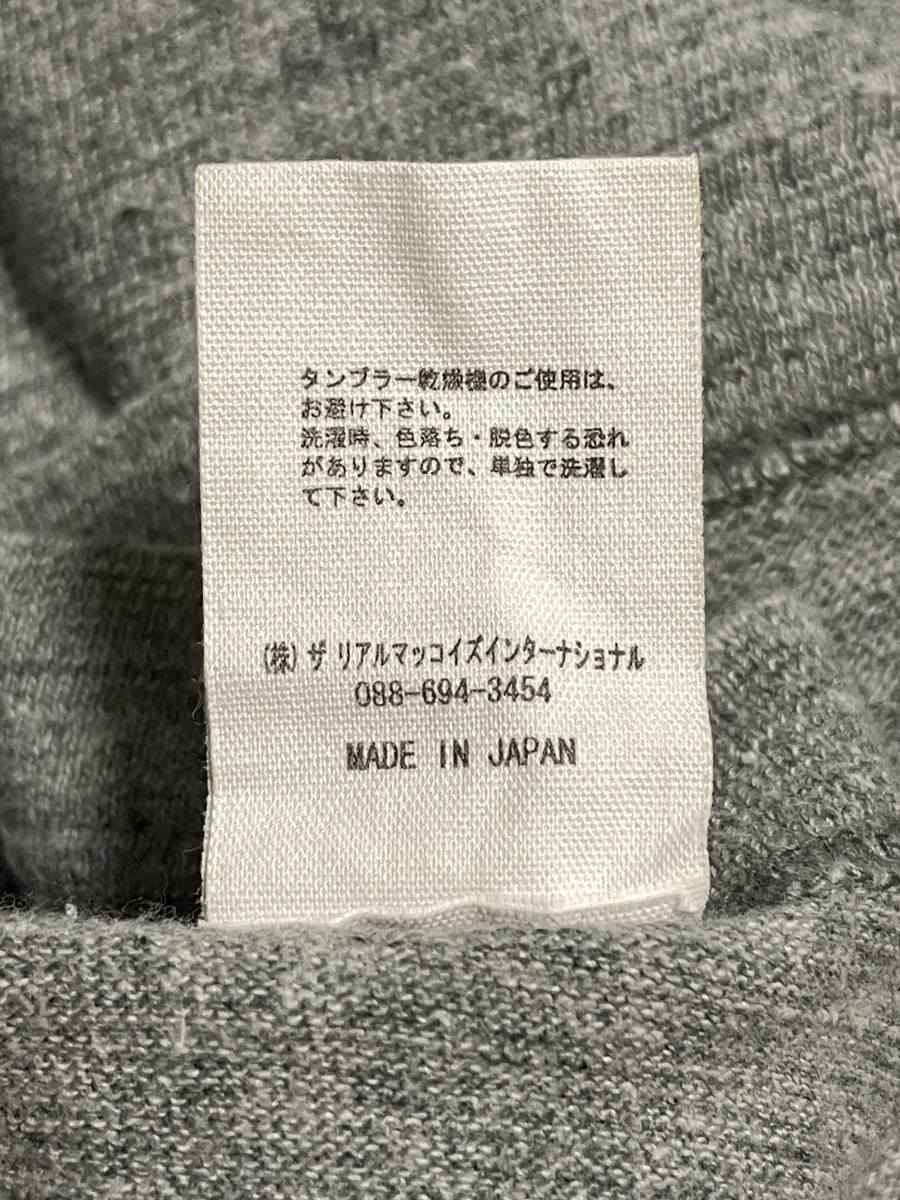 タンブラー乾燥機のご使用は、
お避け下さい。
洗濯時、色落ち・脱色する恐れ
がありますので、単独で洗濯し
て下さい。
(株) ザ リアルマッコイズインターナショナル
088-694-3454
MADE IN JAPAN